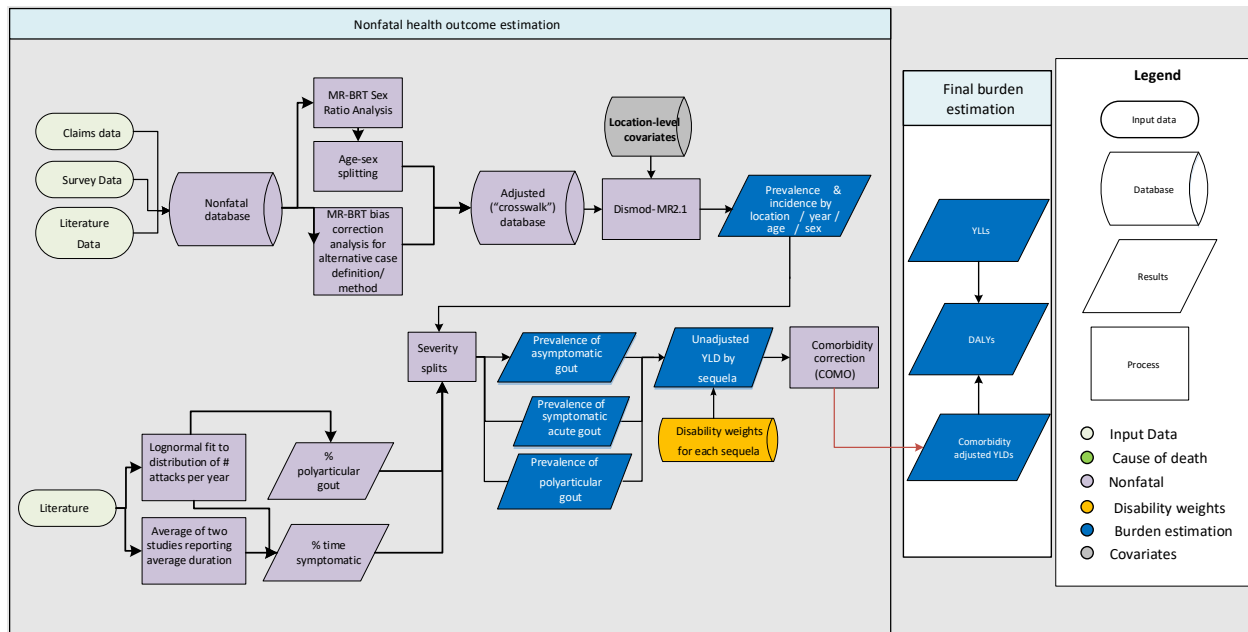 Nonfatal health outcome estimation
Claims data
Survey Data
Literature
Data
Nonfatal
database
MR-BRT Sex
Ratio Analysis
Age-sex
splitting
MR-BRT bias
correction
analysis for
alternative case
definition/
method
Adjusted
(“crosswalk”)
database
Location-level
covariates
Dismod-MR2.1
Prevalence &
incidence by
location / year /
age / sex
Severity
splits
Prevalence of
asymptomatic
gout
Prevalence of
symptomatic
acute gout
Prevalence of
polyarticular gout
Unadjusted
YLD by
sequela
Disability weights
for each sequela
Comorbidity
correction
(COMO)
Literature
Lognormal fit to
distribution of #
attacks per year
Average of two
studies reporting
average duration
%
polyarticular
gout
% time
symptomatic
Final burden
estimation
YLLs
DALYs
Comorbidity
adjusted YLDs
Legend
Input data
Database
Results
Process
Input Data
Cause of death
Nonfatal
Disability weights
Burden estimation
Covariates